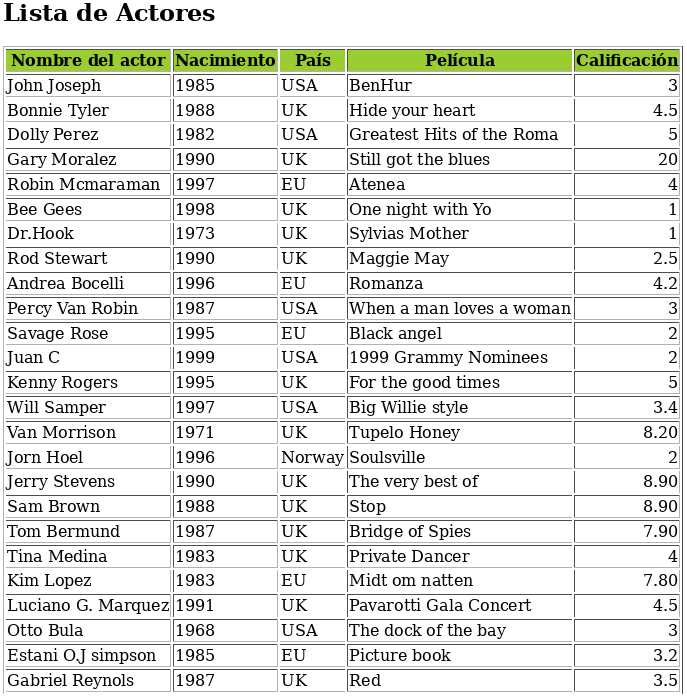 Lista de Actores
Nombre del actor Nacimiento País Película Calificación
John Joseph 1985 USA BenHur 3
Bonnie Tyler 1988 UK Hide your heart 4.5
Dolly Perez 1982 USA Greatest Hits of the Roma 5
Gary Moralez 1990 UK Still got the blues 20
Robin Mcmaraman 1997 EU Atenea 4
Bee Gees 1998 UK One night with Yo 1
Dr.Hook 1973 UK Sylvias Mother 1
Rod Stewart 1990 UK Maggie May 2.5
Andrea Bocelli 1996 EU Romanza 4.2
Percy Van Robin 1987 USA When a man loves a woman 3
Savage Rose 1995 EU Black angel 2
Juan C 1999 USA 1999 Grammy Nominees 2
Kenny Rogers 1995 UK For the good times 5
Will Samper 1997 USA Big Willie style 3.4
Van Morrison 1971 UK Tupelo Honey 8.20
Jorn Hoel 1996 Norway Soulsville 2
Jerry Stevens 1990 UK The very best of 8.90
Sam Brown 1988 UK Stop 8.90
Tom Bermund 1987 UK Bridge of Spies 7.90
Tina Medina 1983 UK Private Dancer 4
Kim Lopez 1983 EU Midt om natten 7.80
Luciano G. Marquez 1991 UK Pavarotti Gala Concert 4.5
Otto Bula 1968 USA The dock of the bay 3
Estani O.J simpson 1985 EU Picture book 3.2
Gabriel Reynols 1987 UK Red 3.5